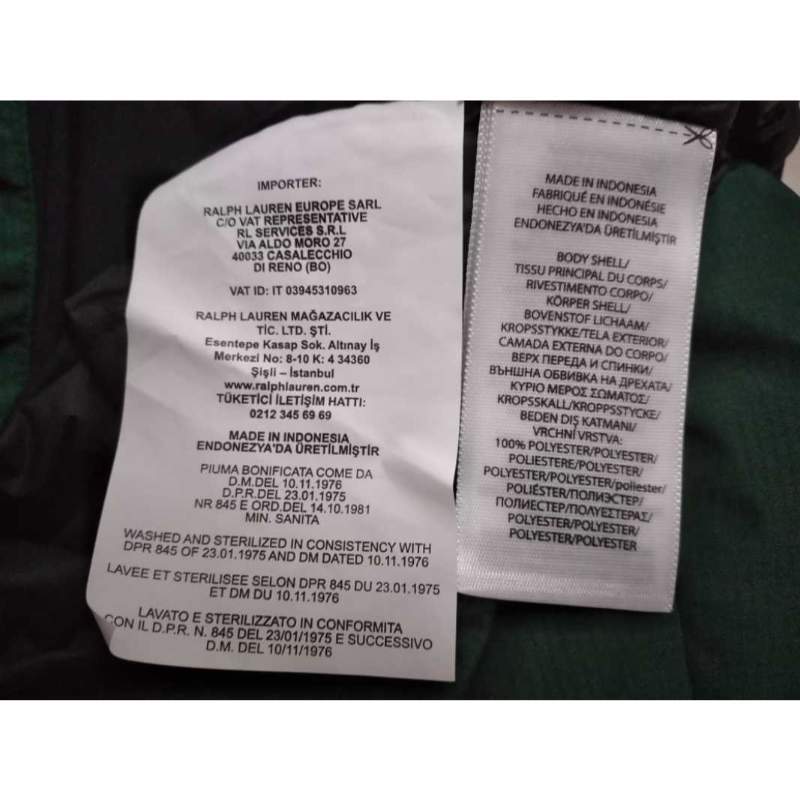 IMPORTER:
RALPH LAUREN EUROPE SARL
C/O VAT REPRESENTATIVE
RL SERVICES S.R.L
VIA ALDO MORO 27
40033 CASALECCHIO
DI RENO (BO)
VAT ID: IT 03945310963
RALPH LAUREN MAĞAZACILIK VE
TİC. LTD. ŞTİ.
Esentepe Kasap Sok. Altınay İş
Merkezi No: 8-10 K: 4 34360
Şişli – İstanbul
www.ralphlauren.com.tr
TÜKETİCİ İLETİŞİM HATTI:
0212 345 69 69
MADE IN INDONESIA
ENDONEZYA'DA ÜRETİLMİŞTİR
PIUMA BONIFICATA COME DA
D.M.DEL 10.11.1976
D.P.R.DEL 23.01.1975
NR 845 E ORD.DEL 14.10.1981
MIN. SANITA
WASHED AND STERILIZED IN CONSISTENCY WITH
DPR 845 OF 23.01.1975 AND DM DATED 10.11.1976
LAVEE ET STERILISEE SELON DPR 845 DU 23.01.1975
ET DM DU 10.11.1976
LAVATO E STERILIZZATO IN CONFORMITA
CON IL D.P.R. N. 845 DEL 23/01/1975 E SUCCESSIVO
D.M. DEL 10/11/1976
MADE IN INDONESIA
FABRIQUÉ EN INDONÉSIE
HECHO EN INDONESIA
ENDONEZYA'DA ÜRETİLMİŞTİR
BODY SHELL/
TISSU PRINCIPAL DU CORPS/
RIVESTIMENTO CORPO/
KÖRPER SHELL/
BOVENSTOF LICHAAM/
KROPSSTYKKE/TELA EXTERIOR/
CAMADA EXTERNA DO CORPO/
ВЕРХ ПЕРЕДА И СПИНКИ/
ВЪНШНА ОБВИВКА НА ДРЕХАТА/
ΚΥΡΙΟ ΜΕΡΟΣ ΣΩΜΑΤΟΣ/
KROPSSKALL/KROPPSSTYCKE/
BEDEN DIŞ KATMANI/
VRCHNÍ VRSTVA:
100% POLYESTER/POLYESTER/
POLIESTERE/POLYESTER/
POLYESTER/POLYESTER/poliester/
POLIÉSTER/ПОЛИЭСТЕР/
ПОЛИЕСТЕР/ΠΟΛΥΕΣΤΕΡΑΣ/
POLYESTER/POLYESTER/
POLYESTER/POLYESTER